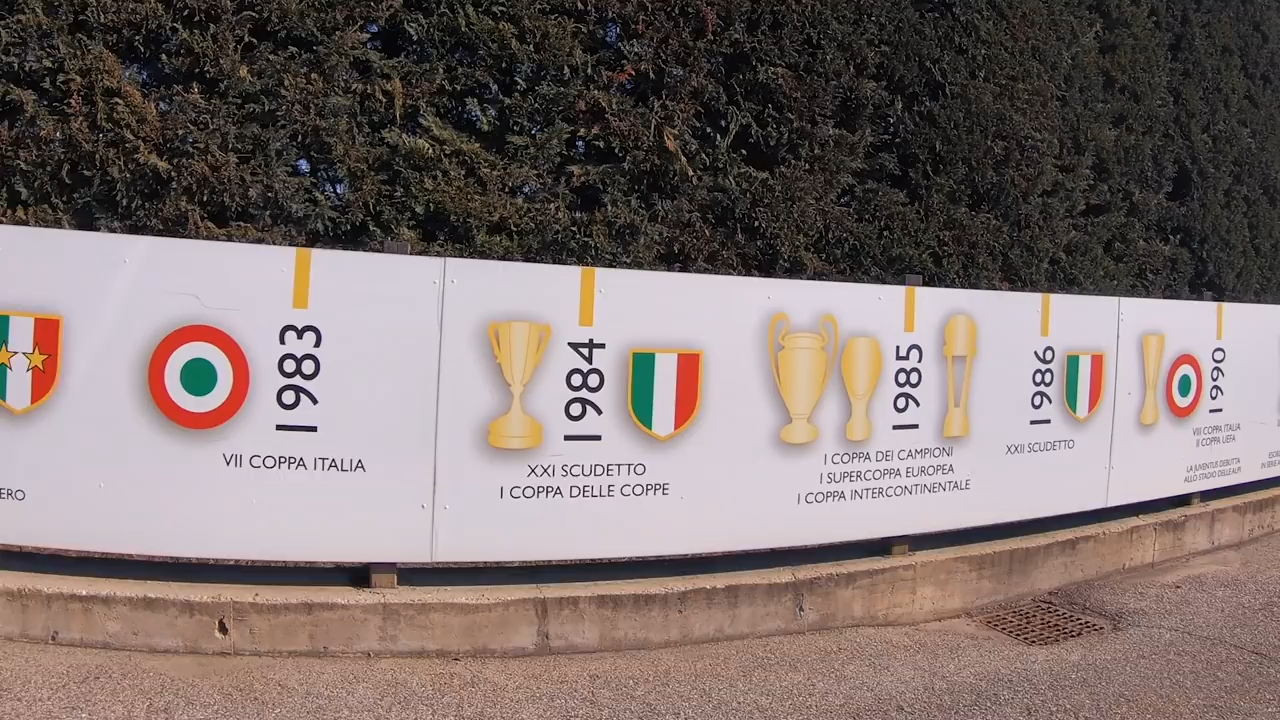 ERO
1983
VII COPPA ITALIA
1984
XXI SCUDETTO
I COPPA DELLE COPPE
1985
I COPPA DEI CAMPIONI
I SUPERCOPPA EUROPEA
I COPPA INTERCONTINENTALE
1986
XXII SCUDETTO
1990
VIII COPPA ITALIA
II COPPA UEFA
LA JUVENTUS DEBUTTA
ALLO STADIO DELLE ALPI